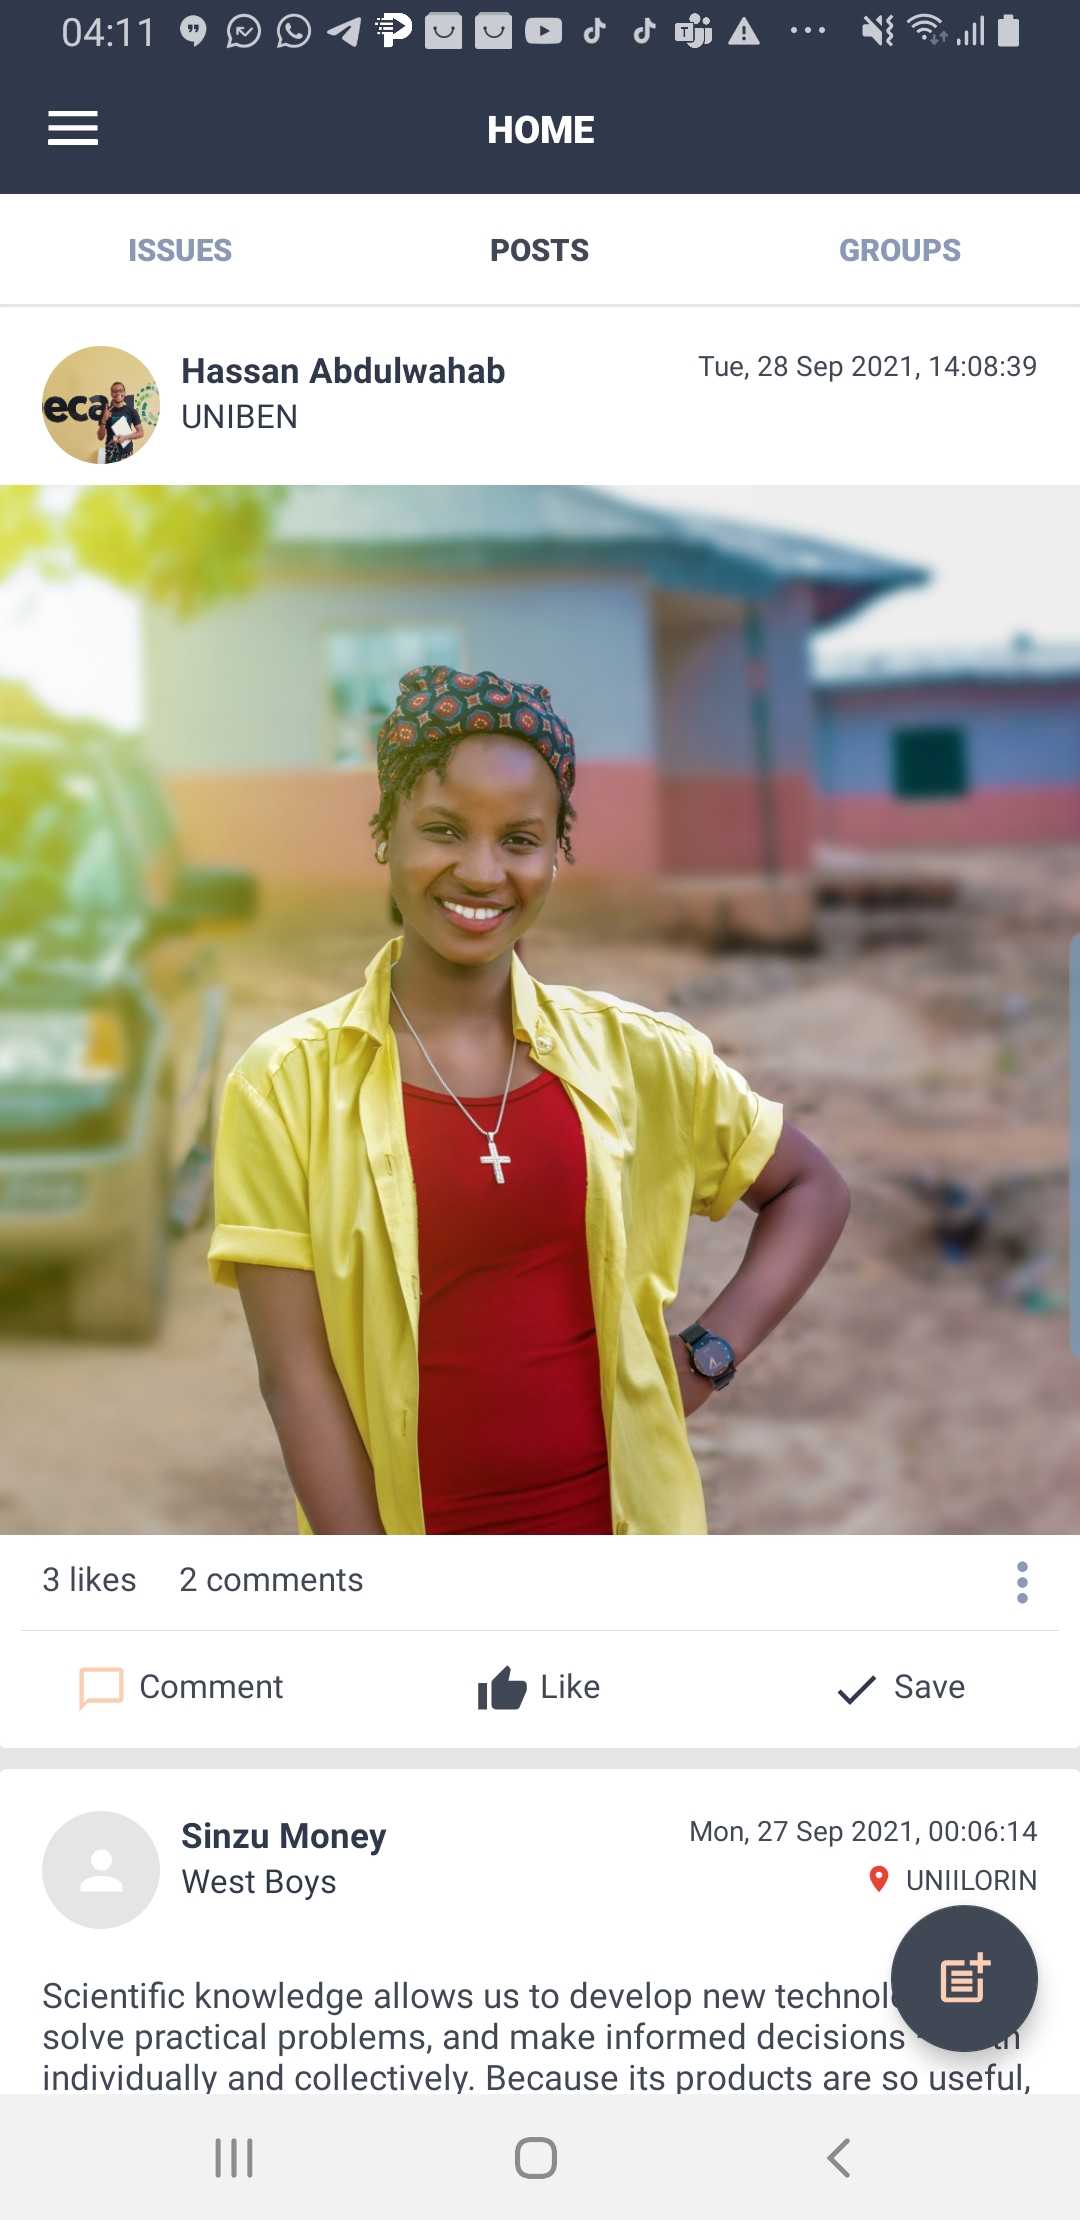 04:11
HOME
ISSUES
POSTS
GROUPS
Hassan Abdulwahab
Tue, 28 Sep 2021, 14:08:39
UNIBEN
eca
3 likes
2 comments
Comment
Like
Save
Sinzu Money
Mon, 27 Sep 2021, 00:06:14
West Boys
UNIILORIN
Scientific knowledge allows us to develop new
solve practical problems, and make informed decisions
individually and collectively. Because its products are so useful,